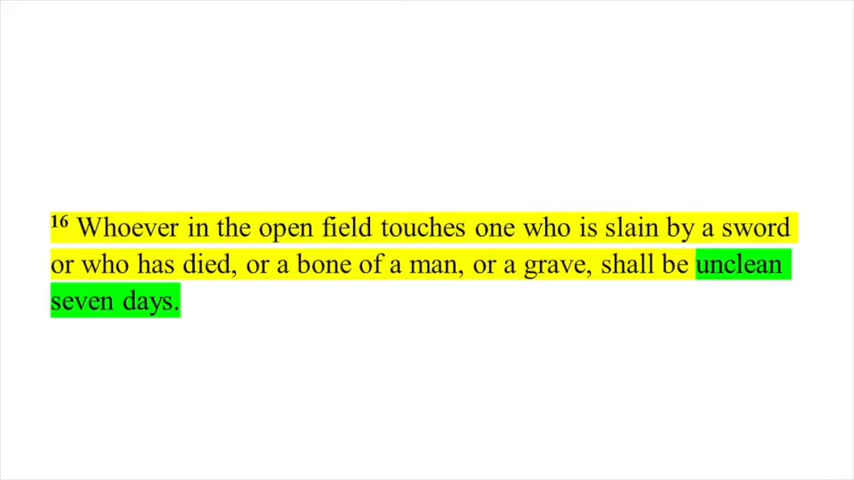 16 Whoever in the open field touches one who is slain by a sword
or who has died, or a bone of a man, or a grave, shall be unclean
seven days.